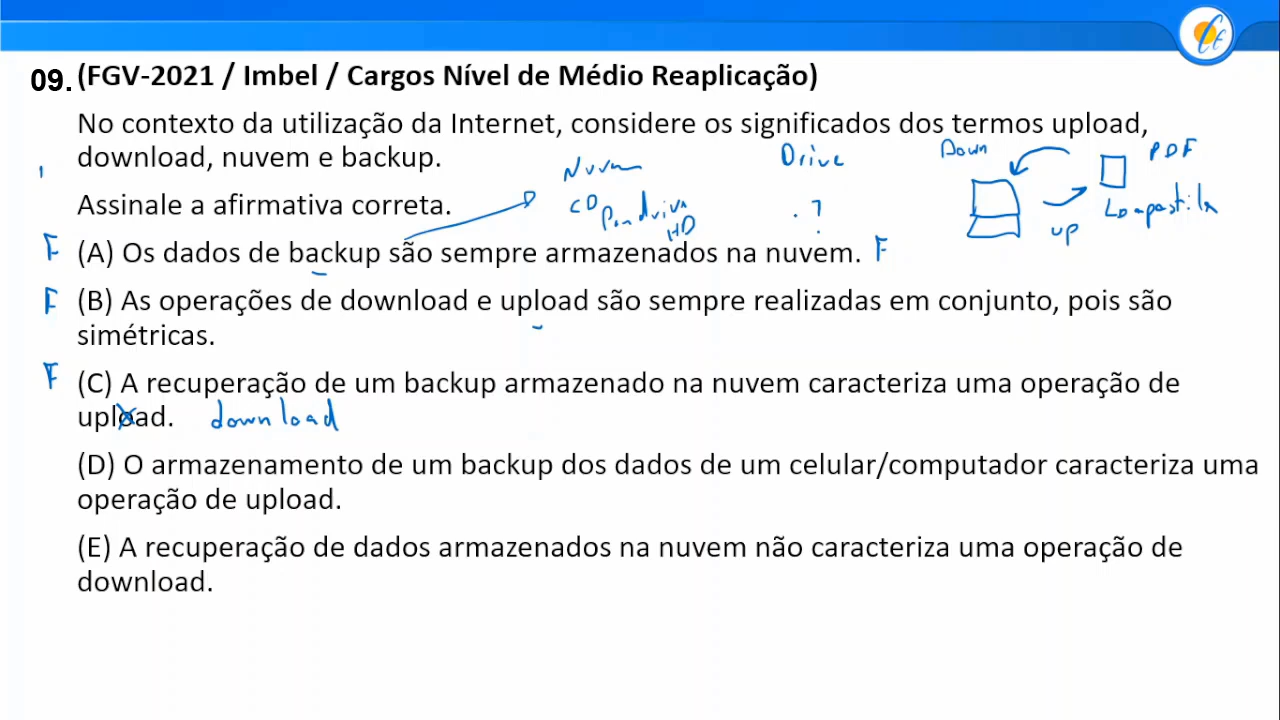 09. (FGV-2021 / Imbel / Cargos Nível de Médio Reaplicação)
No contexto da utilização da Internet, considere os significados dos termos upload,
download, nuvem e backup.
Nuvem Drive Down PDF
Assinale a afirmativa correta.
CD Pendrive HD ? up
F (A) Os dados de backup são sempre armazenados na nuvem. F
F (B) As operações de download e upload são sempre realizadas em conjunto, pois são
simétricas.
F (C) A recuperação de um backup armazenado na nuvem caracteriza uma operação de
upload. download
(D) O armazenamento de um backup dos dados de um celular/computador caracteriza uma
operação de upload.
(E) A recuperação de dados armazenados na nuvem não caracteriza uma operação de
download.